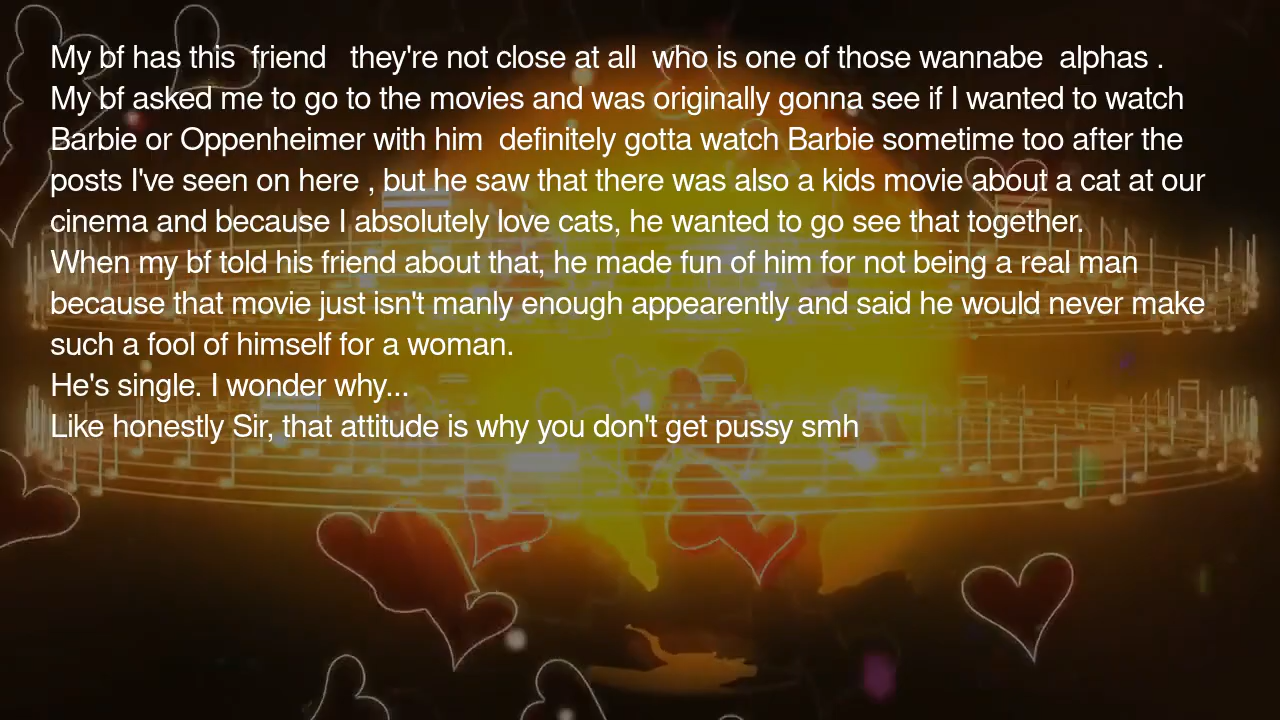 My bf has this  friend   they're not close at all  who is one of those wannabe  alphas .
My bf asked me to go to the movies and was originally gonna see if I wanted to watch
Barbie or Oppenheimer with him  definitely gotta watch Barbie sometime too after the
posts I've seen on here , but he saw that there was also a kids movie about a cat at our
cinema and because I absolutely love cats, he wanted to go see that together.
When my bf told his friend about that, he made fun of him for not being a real man
because that movie just isn't manly enough appearently and said he would never make
such a fool of himself for a woman.
He's single. I wonder why...
Like honestly Sir, that attitude is why you don't get pussy smh